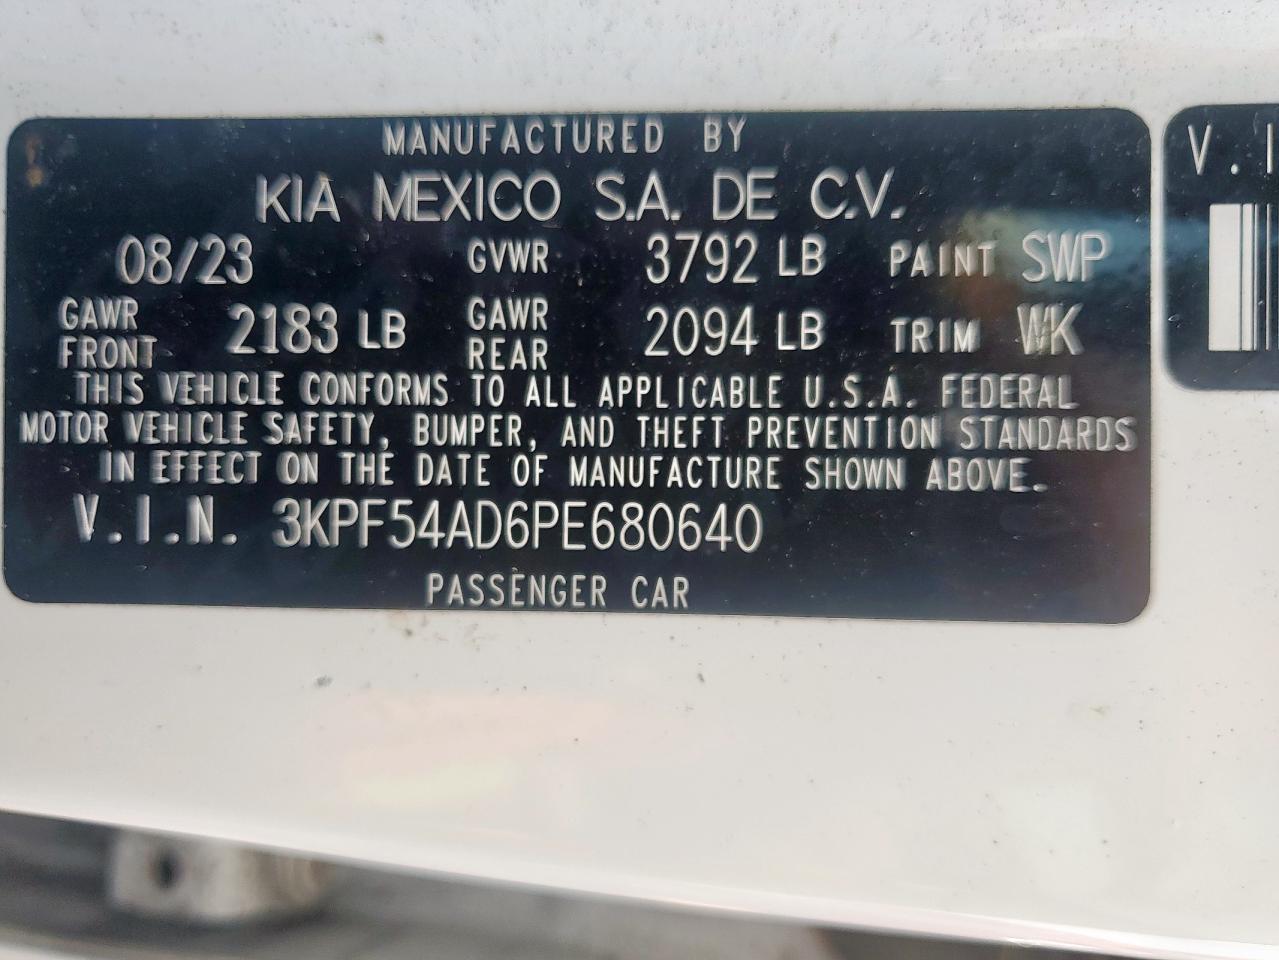 MANUFACTURED BY
KIA MEXICO S.A. DE C.V.
08/23 GVWR 3792 LB PAINT SWP
GAWR FRONT 2183 LB GAWR REAR 2094 LB TRIM WK
THIS VEHICLE CONFORMS TO ALL APPLICABLE U.S.A. FEDERAL
MOTOR VEHICLE SAFETY, BUMPER, AND THEFT PREVENTION STANDARDS
IN EFFECT ON THE DATE OF MANUFACTURE SHOWN ABOVE.
V.I.N. 3KPF54AD6PE680640
PASSENGER CAR
V.I